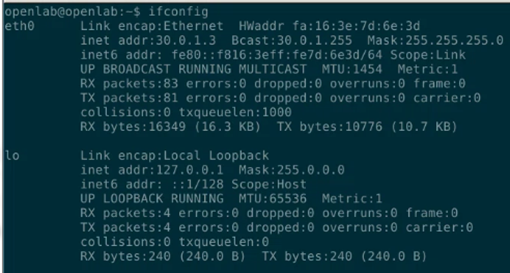 openlab@openlab:~$ ifconfig
eth0 Link encap:Ethernet HWaddr fa:16:3e:7d:6e:3d
inet addr:30.0.1.3 Bcast:30.0.1.255 Mask:255.255.255.0
inet6 addr: fe80::f816:3eff:fe7d:6e3d/64 Scope:Link
UP BROADCAST RUNNING MULTICAST MTU:1454 Metric:1
RX packets:83 errors:0 dropped:0 overruns:0 frame:0
TX packets:81 errors:0 dropped:0 overruns:0 carrier:0
collisions:0 txqueuelen:1000
RX bytes:16349 (16.3 KB) TX bytes:10776 (10.7 KB)
lo Link encap:Local Loopback
inet addr:127.0.0.1 Mask:255.0.0.0
inet6 addr: ::1/128 Scope:Host
UP LOOPBACK RUNNING MTU:65536 Metric:1
RX packets:4 errors:0 dropped:0 overruns:0 frame:0
TX packets:4 errors:0 dropped:0 overruns:0 carrier:0
collisions:0 txqueuelen:0
RX bytes:240 (240.0 B) TX bytes:240 (240.0 B)